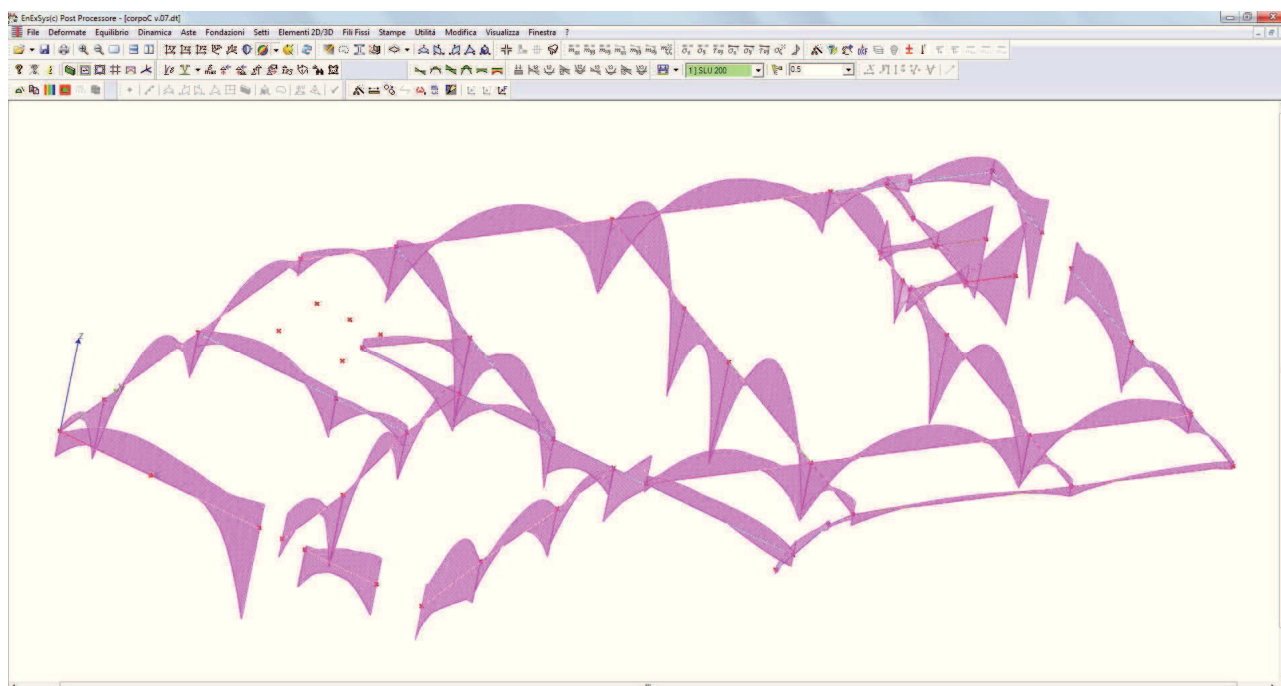 EnExSys(c) Post Processore - [corpoC v.07.dt]
File Deformate Equilibrio Dinamica Aste Fondazioni Setti Elementi 2D/3D Fili Fissi Stampe Utilità Modifica Visualizza Finestra ?
1] SLU 200 0.5
Z